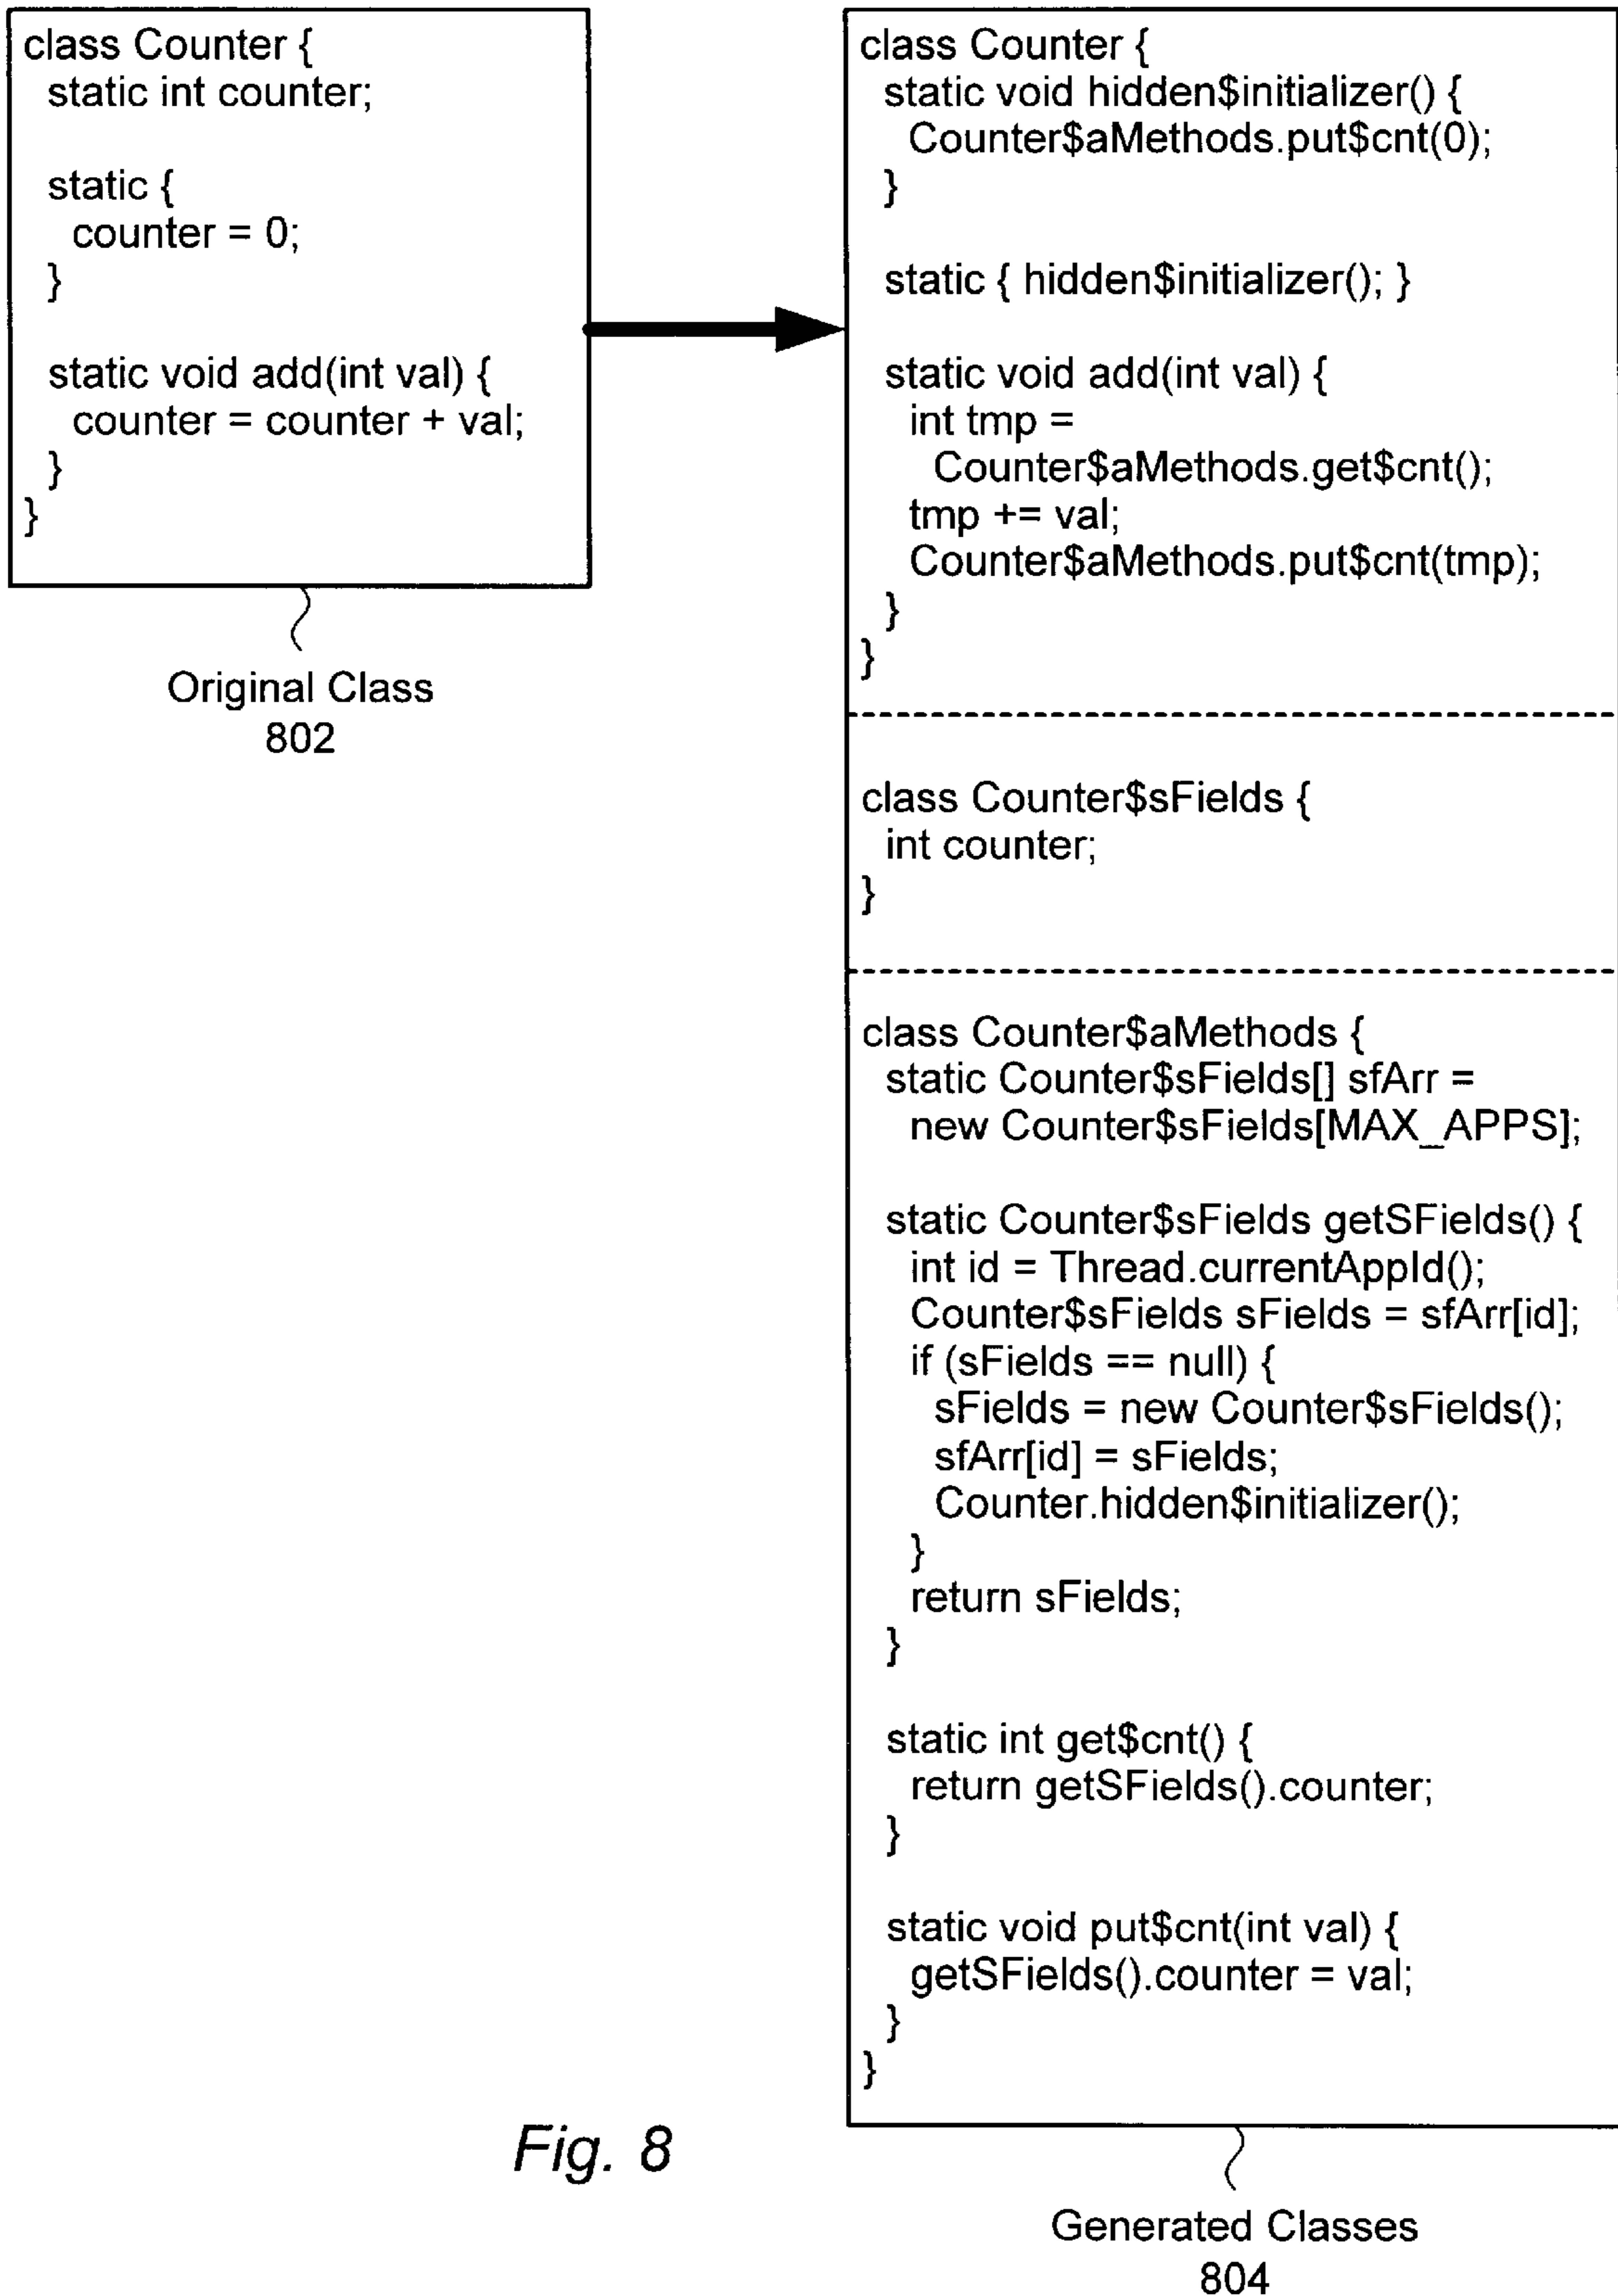 class Counter {
static int counter;
static {
counter = 0;
}
static void add(int val) {
counter = counter + val;
}
}
Original Class
802
class Counter {
static void hidden$initializer() {
Counter$aMethods.put$cnt(0);
}
static { hidden$initializer(); }
static void add(int val) {
int tmp =
Counter$aMethods.get$cnt();
tmp += val;
Counter$aMethods.put$cnt(tmp);
}
}
class Counter$sFields {
int counter;
}
class Counter$aMethods {
static Counter$sFields[] sfArr =
new Counter$sFields[MAX_APPS];
static Counter$sFields getSFields() {
int id = Thread.currentAppId();
Counter$sFields sFields = sfArr[id];
if (sFields == null) {
sFields = new Counter$sFields();
sfArr[id] = sFields;
Counter.hidden$initializer();
}
return sFields;
}
static int get$cnt() {
return getSFields().counter;
}
static void put$cnt(int val) {
getSFields().counter = val;
}
}
Generated Classes
804
Fig. 8